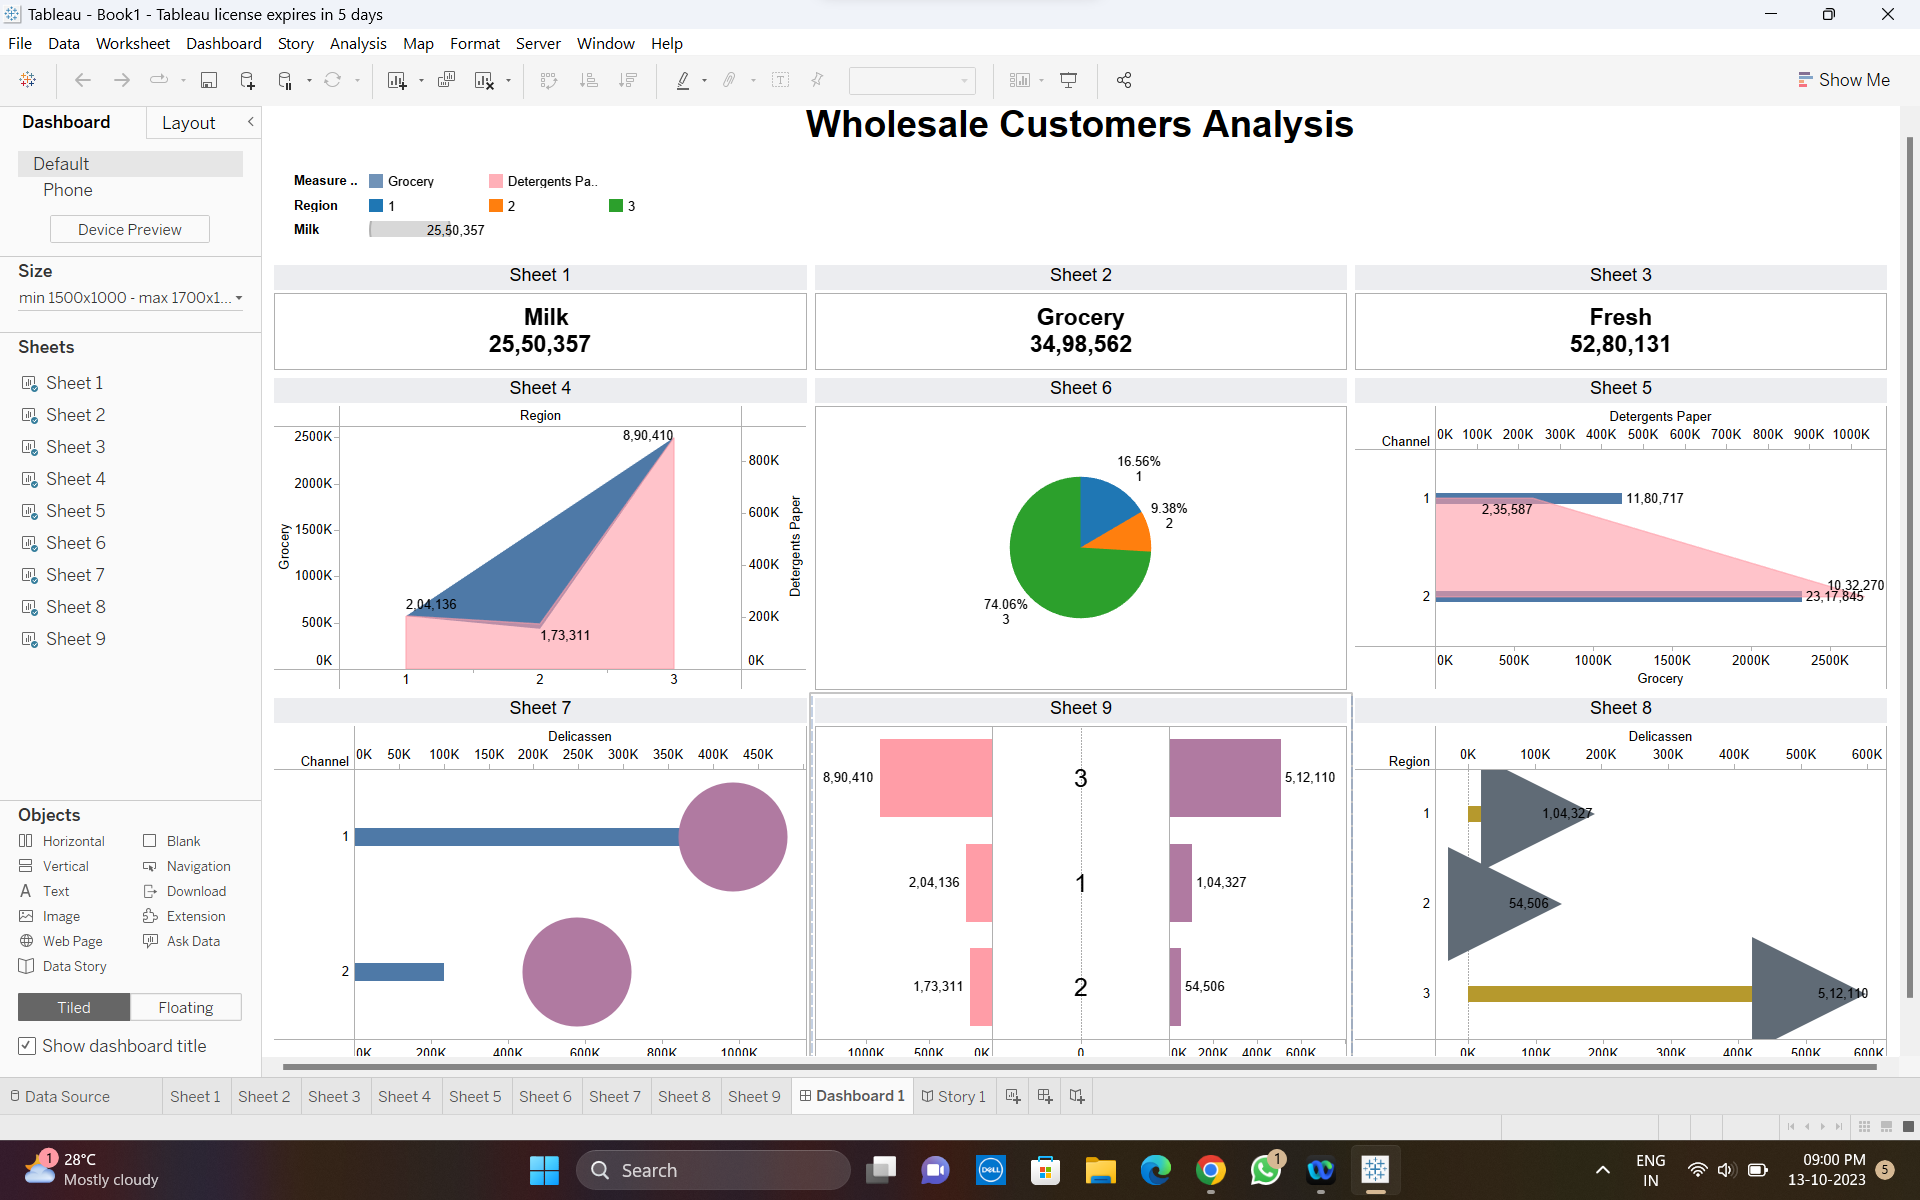 Tableau - Book1 - Tableau license expires in 5 days
File Data Worksheet Dashboard Story Analysis Map Format Server Window Help
Show Me
Dashboard
Layout
Default
Phone
Device Preview
Size
min 1500x1000 - max 1700x1...
Sheets
Sheet 1
Sheet 2
Sheet 3
Sheet 4
Sheet 5
Sheet 6
Sheet 7
Sheet 8
Sheet 9
Objects
Horizontal Blank
Vertical Navigation
Text Download
Image Extension
Web Page Ask Data
Data Story
Tiled Floating
Show dashboard title
Wholesale Customers Analysis
Measure .. Grocery Detergents Pa..
Region 1 2 3
Milk 25,50,357
Sheet 1
Milk
25,50,357
Sheet 2
Grocery
34,98,562
Sheet 3
Fresh
52,80,131
Sheet 4
Region
2500K
2000K
1500K
1000K
500K
0K
Grocery
8,90,410
2,04,136
1,73,311
800K
600K
400K
200K
0K
Detergents Paper
1 2 3
Sheet 6
16.56%
1
9.38%
2
74.06%
3
Sheet 5
Detergents Paper
Channel 0K 100K 200K 300K 400K 500K 600K 700K 800K 900K 1000K
1 11,80,717
2,35,587
10,32,270
2 23,17,845
0K 500K 1000K 1500K 2000K 2500K
Grocery
Sheet 7
Delicassen
Channel 0K 50K 100K 150K 200K 250K 300K 350K 400K 450K
1
2
0K 200K 400K 600K 800K 1000K
Sheet 9
8,90,410 3 5,12,110
2,04,136 1 1,04,327
1,73,311 2 54,506
1000K 500K 0K 0 0K 200K 400K 600K
Sheet 8
Delicassen
Region 0K 100K 200K 300K 400K 500K 600K
1 1,04,327
2 54,506
3 5,12,110
0K 100K 200K 300K 400K 500K 600K
Data Source Sheet 1 Sheet 2 Sheet 3 Sheet 4 Sheet 5 Sheet 6 Sheet 7 Sheet 8 Sheet 9 Dashboard 1 Story 1
1
28°C
Mostly cloudy
Search
DELL
1
ENG
IN
09:00 PM
13-10-2023
5